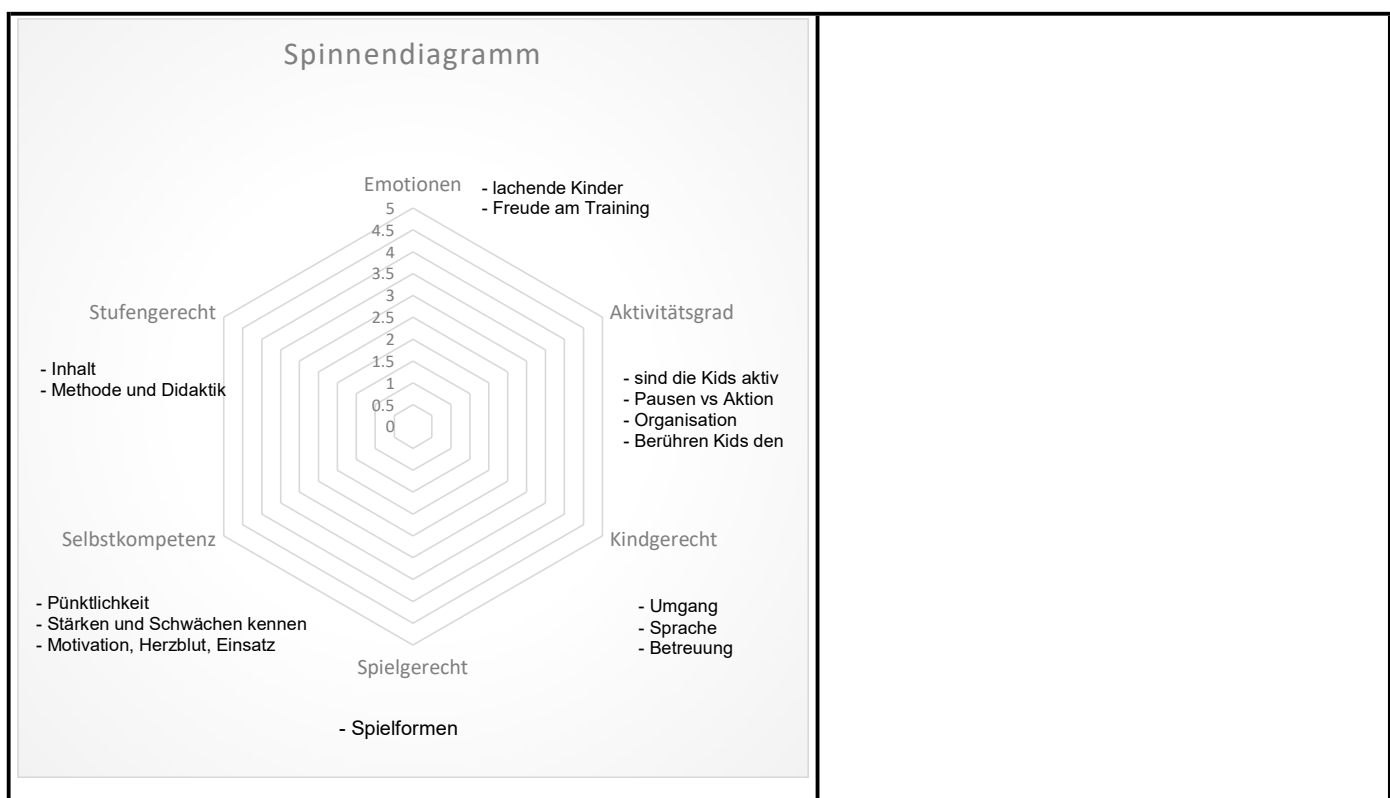 Spinnendiagramm
Emotionen
- lachende Kinder
- Freude am Training
5
4.5
4
3.5
3
2.5
2
1.5
1
0.5
0
Aktivitätsgrad
- sind die Kids aktiv
- Pausen vs Aktion
- Organisation
- Berühren Kids den
Kindgerecht
- Umgang
- Sprache
- Betreuung
Spielgerecht
- Spielformen
Selbstkompetenz
- Pünktlichkeit
- Stärken und Schwächen kennen
- Motivation, Herzblut, Einsatz
Stufengerecht
- Inhalt
- Methode und Didaktik